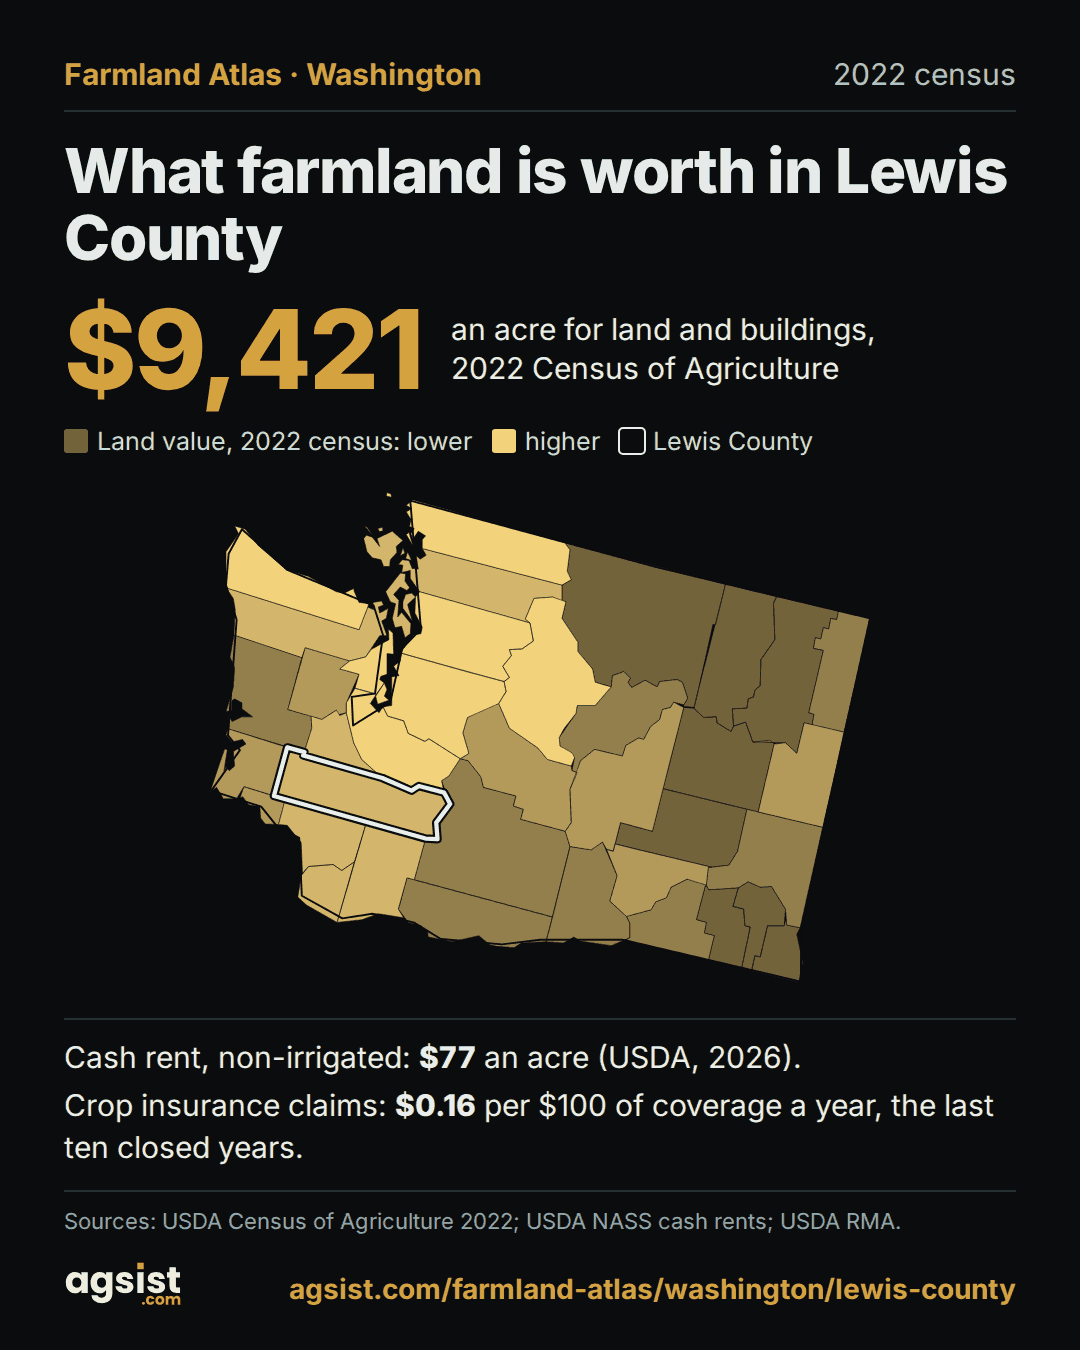 Farmland Atlas · Washington
2022 census
What farmland is worth in Lewis
County
$9,421
an acre for land and buildings,
2022 Census of Agriculture
Land value, 2022 census: lower
higher
Lewis County
Cash rent, non-irrigated: $77 an acre (USDA, 2026).
Crop insurance claims: $0.16 per $100 of coverage a year, the last
ten closed years.
Sources: USDA Census of Agriculture 2022; USDA NASS cash rents; USDA RMA.
agsist
.com
agsist.com/farmland-atlas/washington/lewis-county